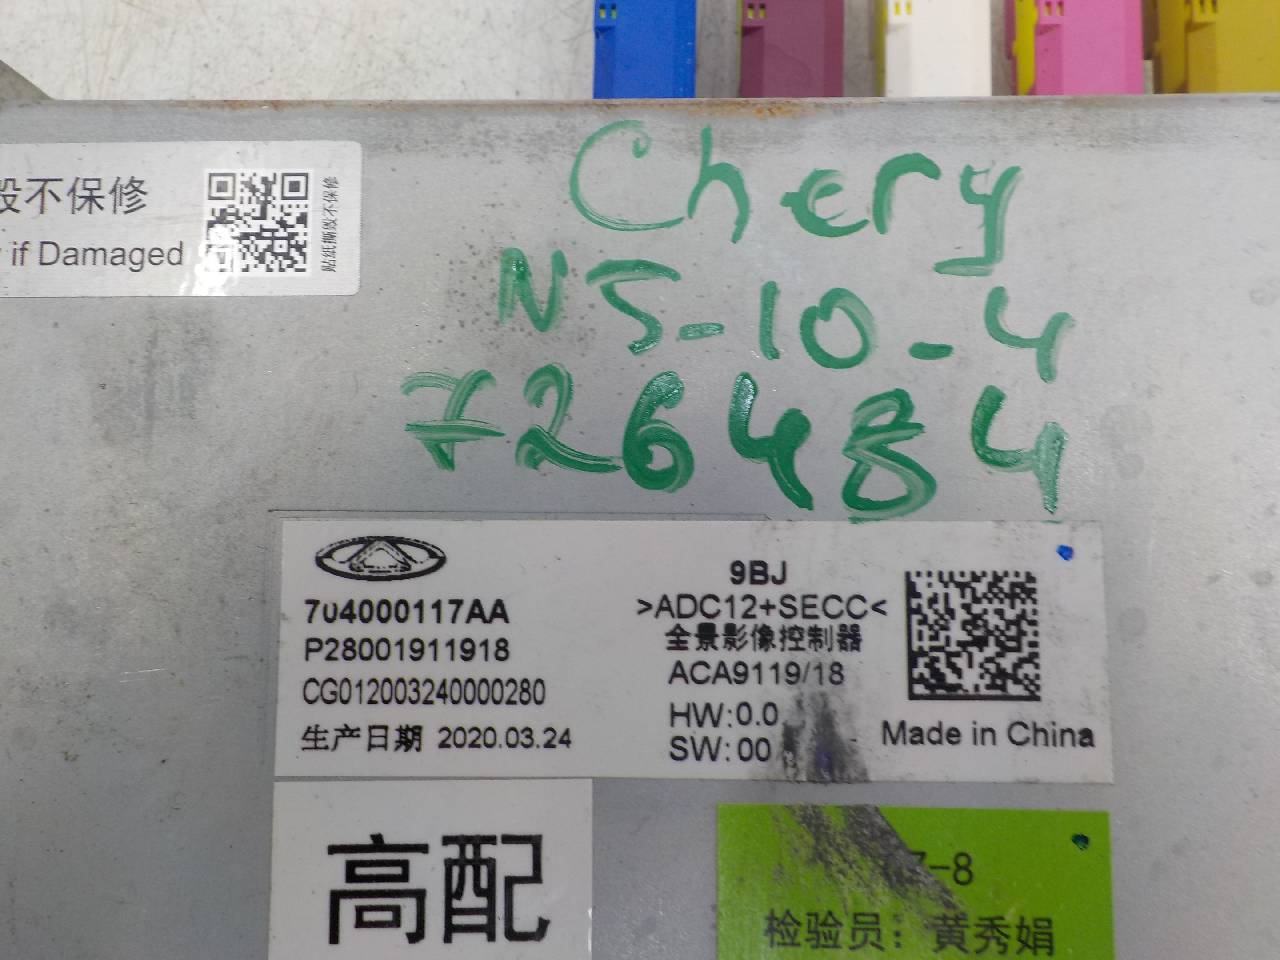 毁不保修
if Damaged
贴纸撕毁不保修
Chery
N5-10-4
726484
704000117AA
P28001911918
CG012003240000280
生产日期 2020.03.24
9BJ
>ADC12+SECC<
全景影像控制器
ACA9119/18
HW:0.0
SW:00
Made in China
高配
7-8
检验员：黄秀娟